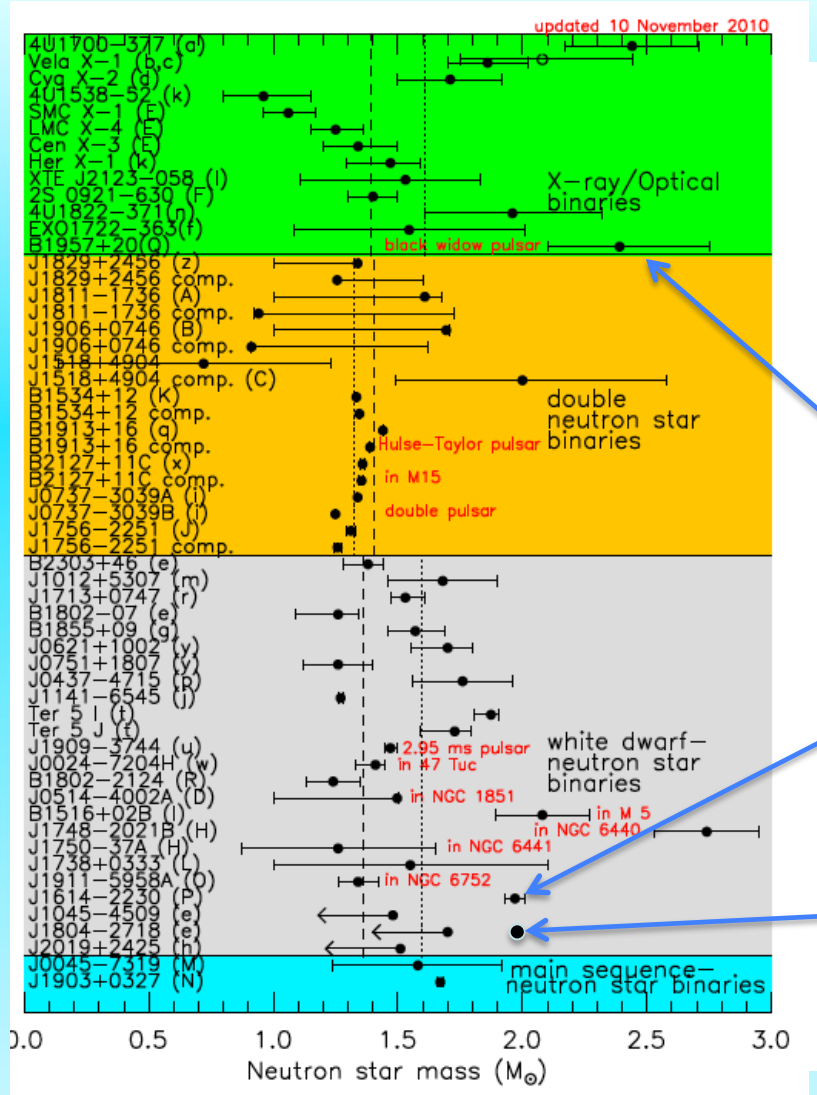 updated 10 November 2010
4U1700-377 (a)
Vela X-1 (b,c)
Cyg X-2 (d)
4U1538-52 (k)
SMC X-1 (E)
LMC X-4 (E)
Cen X-3 (E)
Her X-1 (k)
XTE J2123-058 (l)
2S 0921-630 (F)
4U1822-371(n)
EXO1722-363(f)
B1957+20(Q)
black widow pulsar
X-ray/Optical
binaries
J1829+2456 (z)
J1829+2456 comp.
J1811-1736 (A)
J1811-1736 comp.
J1906+0746 (B)
J1906+0746 comp.
J1518+4904
J1518+4904 comp. (C)
B1534+12 (K)
B1534+12 comp.
B1913+16 (q)
B1913+16 comp.
Hulse-Taylor pulsar
B2127+11C (x)
B2127+11C comp.
in M15
J0737-3039A (i)
J0737-3039B (i)
double pulsar
J1756-2251 (J)
J1756-2251 comp.
double
neutron star
binaries
B2303+46 (e)
J1012+5307 (m)
J1713+0747 (r)
B1802-07 (e)
B1855+09 (g)
J0621+1002 (y)
J0751+1807 (y)
J0437-4715 (p)
J1141-6545 (j)
Ter 5 I (t)
Ter 5 J (t)
J1909-3744 (u)
2.95 ms pulsar
J0024-7204H (w)
in 47 Tuc
B1802-2124 (R)
J0514-4002A (D)
in NGC 1851
B1516+02B (l)
in M 5
J1748-2021B (H)
in NGC 6440
J1750-37A (H)
in NGC 6441
J1738+0333 (L)
J1911-5958A (O)
in NGC 6752
J1614-2230 (P)
J1045-4509 (e)
J1804-2718 (e)
J2019+2425 (h)
white dwarf-
neutron star
binaries
J0045-7319 (M)
J1903+0327 (N)
main sequence-
neutron star binaries
0.0 0.5 1.0 1.5 2.0 2.5 3.0
Neutron star mass (M☉)